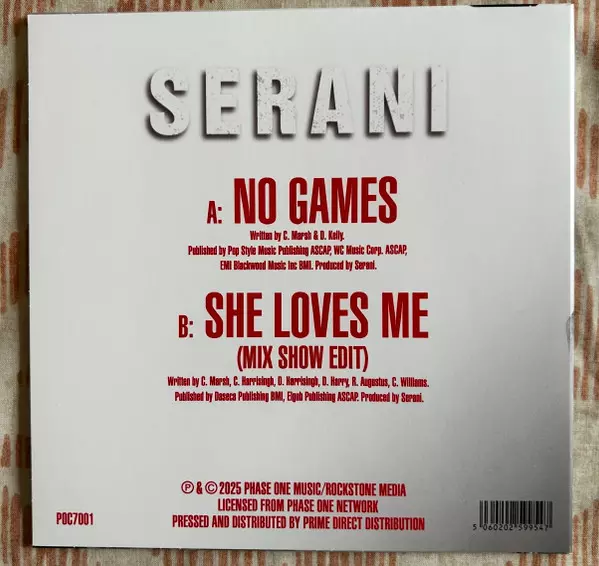 SERANI
A: NO GAMES
Written by C. Marsh & D. Kelly.
Published by Pop Style Music Publishing ASCAP, WC Music Corp. ASCAP,
EMI Blackwood Music Inc BMI. Produced by Serani.
B: SHE LOVES ME
(MIX SHOW EDIT)
Written by C. Marsh, C. Harrisingh, D. Harrisingh, D. Harry, R. Augustus, C. Williams.
Published by Daseca Publishing BMI, Elgub Publishing ASCAP. Produced by Serani.
℗ & © 2025 PHASE ONE MUSIC/ROCKSTONE MEDIA
LICENSED FROM PHASE ONE NETWORK
PRESSED AND DISTRIBUTED BY PRIME DIRECT DISTRIBUTION
POC7001
5 060202 599547